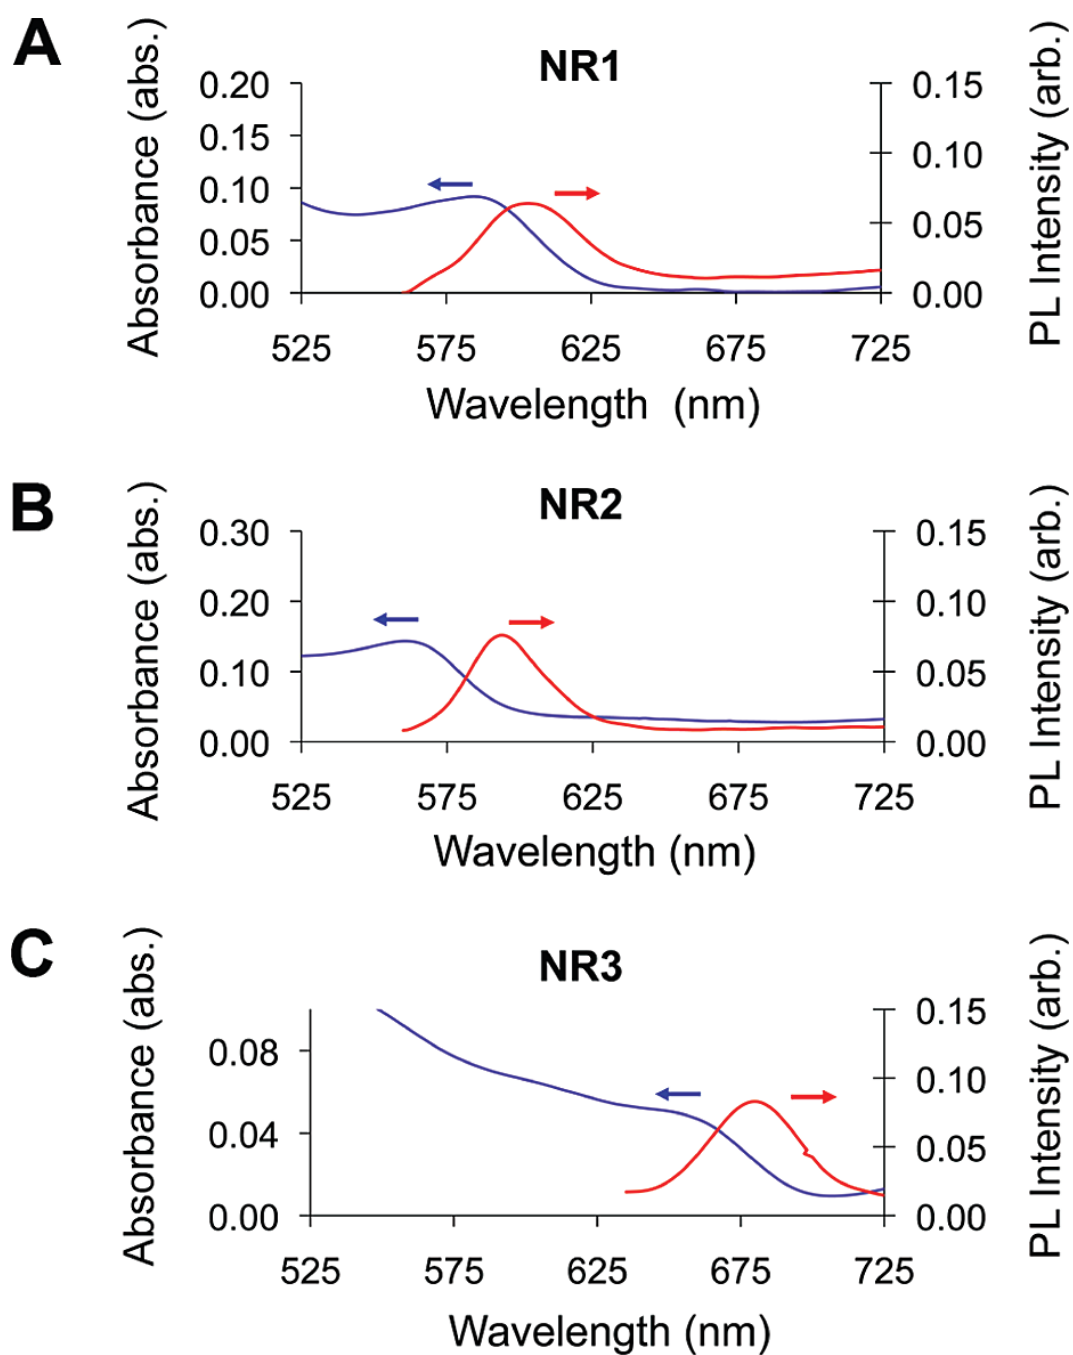 A
NR1
Absorbance (abs.)
PL Intensity (arb.)
0.20
0.15
0.10
0.05
0.00
0.15
0.10
0.05
0.00
525 575 625 675 725
Wavelength (nm)
B
NR2
Absorbance (abs.)
PL Intensity (arb.)
0.30
0.20
0.10
0.00
0.15
0.10
0.05
0.00
525 575 625 675 725
Wavelength (nm)
C
NR3
Absorbance (abs.)
PL Intensity (arb.)
0.08
0.04
0.00
0.15
0.10
0.05
0.00
525 575 625 675 725
Wavelength (nm)